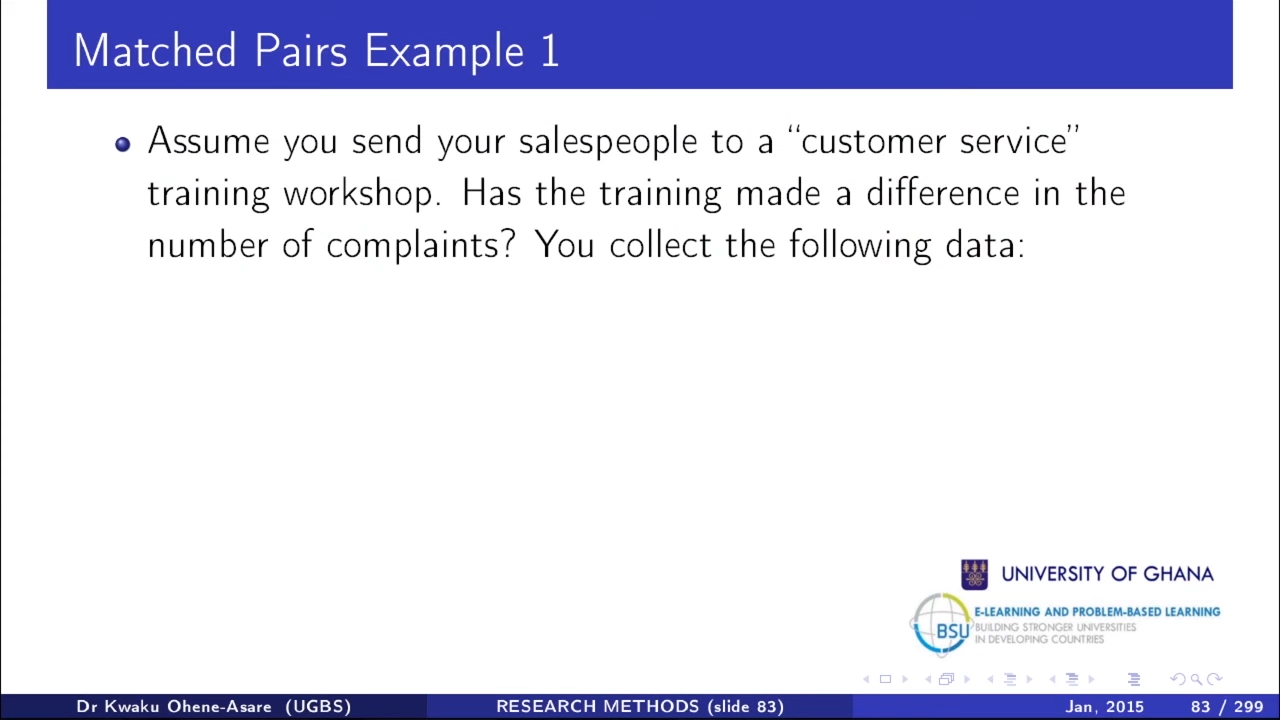 Matched Pairs Example 1
Assume you send your salespeople to a “customer service”
training workshop. Has the training made a difference in the
number of complaints? You collect the following data:
UNIVERSITY OF GHANA
E-LEARNING AND PROBLEM-BASED LEARNING
BSU
BUILDING STRONGER UNIVERSITIES
IN DEVELOPING COUNTRIES
Dr Kwaku Ohene-Asare (UGBS)
RESEARCH METHODS (slide 83)
Jan, 2015
83 / 299